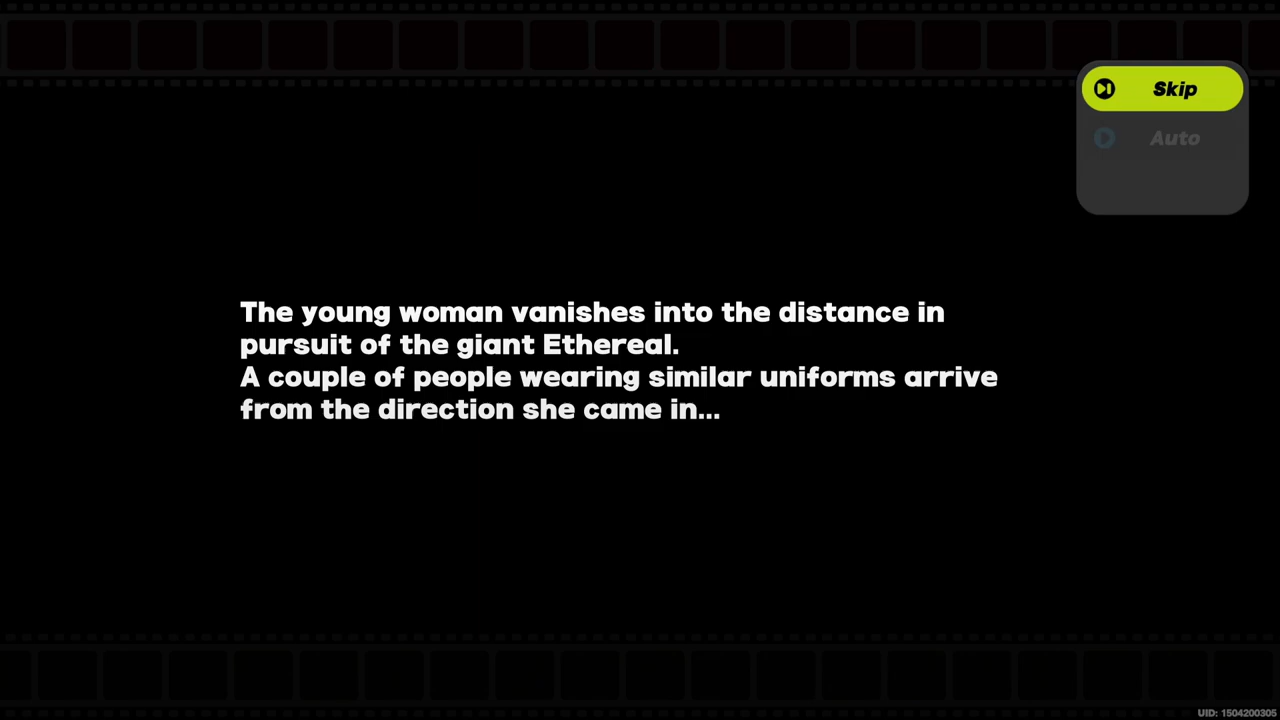 Skip
Auto
The young woman vanishes into the distance in
pursuit of the giant Ethereal.
A couple of people wearing similar uniforms arrive
from the direction she came in...
UID: 1504200305